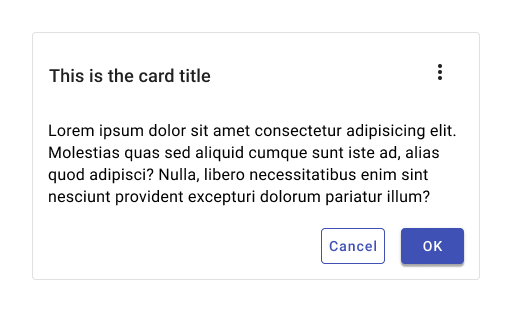 This is the card title
Lorem ipsum dolor sit amet consectetur adipisicing elit.
Molestias quas sed aliquid cumque sunt iste ad, alias
quod adipisci? Nulla, libero necessitatibus enim sint
nesciunt provident excepturi dolorum pariatur illum?
Cancel
OK